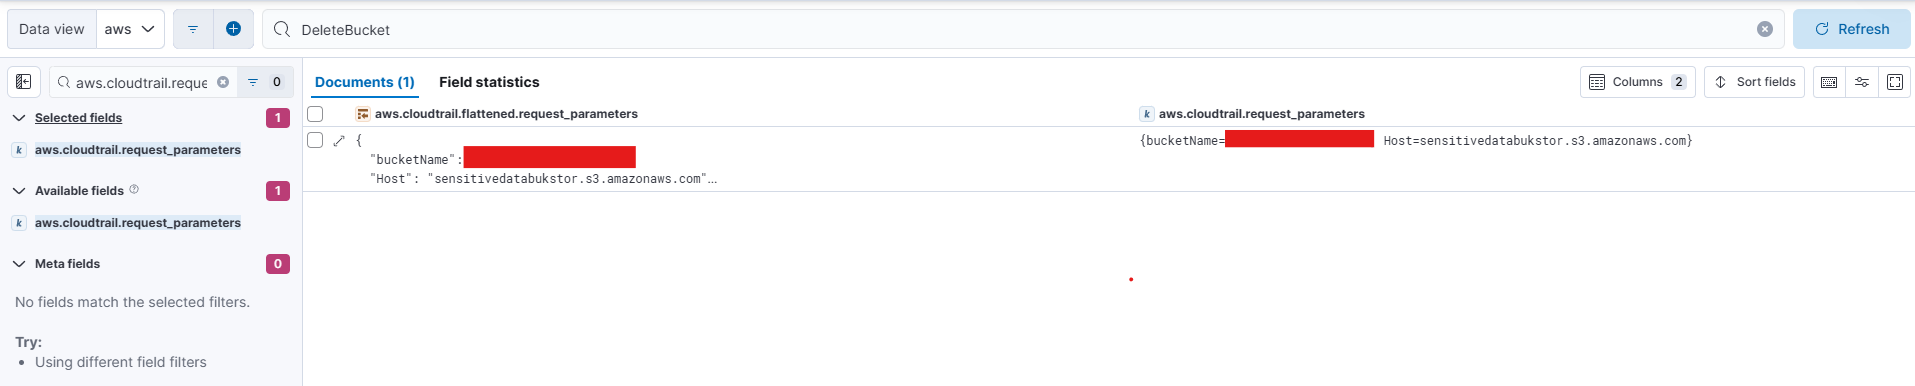 Data view aws DeleteBucket Refresh
aws.cloudtrail.reque 0 Documents (1) Field statistics Columns 2 Sort fields
Selected fields 1 aws.cloudtrail.flattened.request_parameters k aws.cloudtrail.request_parameters
k aws.cloudtrail.request_parameters
{
"bucketName":
"Host": "sensitivedatabukstor.s3.amazonaws.com"...
{bucketName= Host=sensitivedatabukstor.s3.amazonaws.com}
Available fields ? 1
k aws.cloudtrail.request_parameters
Meta fields 0
No fields match the selected filters.
Try:
• Using different field filters